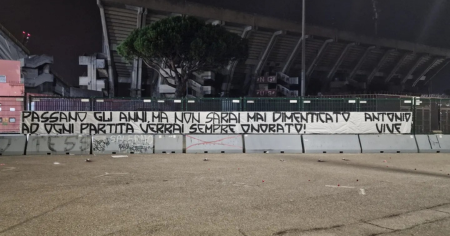 PASSANO GLI ANNI, MA NON SARAI MAI DIMENTICATO ANTONIO
AD OGNI PARTITA VERRAI SEMPRE ONORATO! VIVE